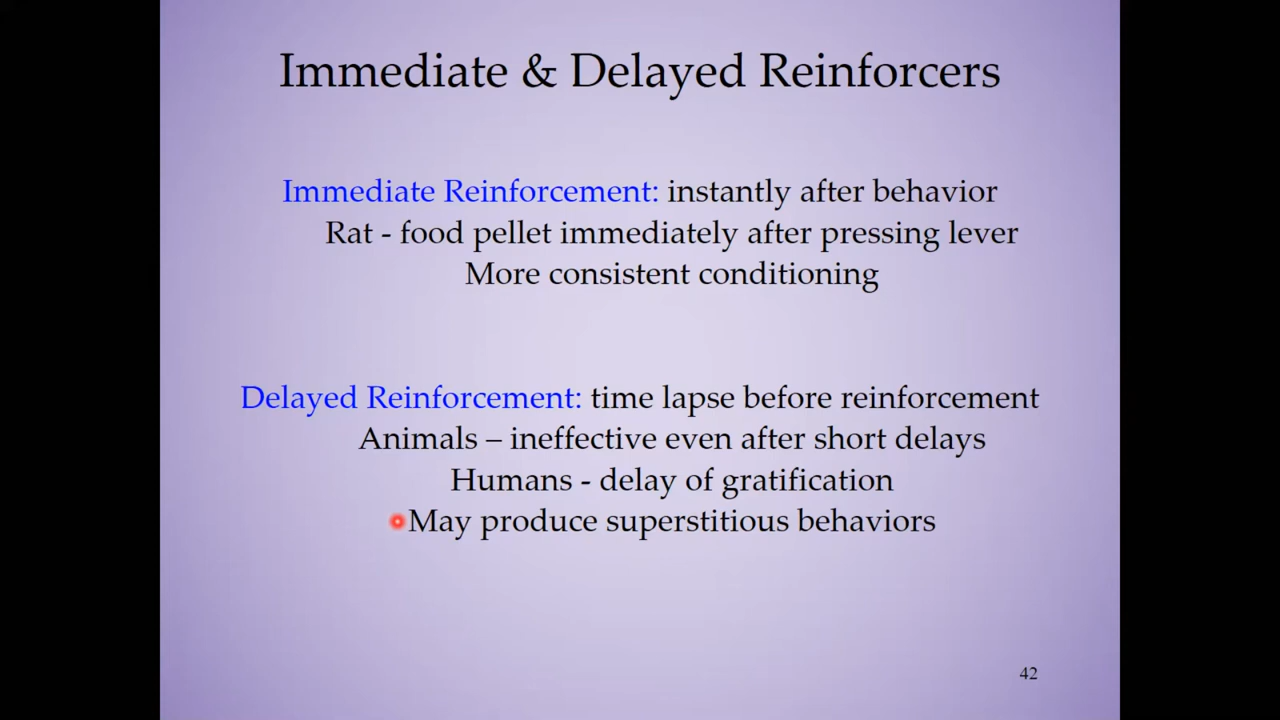 Immediate & Delayed Reinforcers
Immediate Reinforcement: instantly after behavior
Rat - food pellet immediately after pressing lever
More consistent conditioning
Delayed Reinforcement: time lapse before reinforcement
Animals – ineffective even after short delays
Humans - delay of gratification
May produce superstitious behaviors
42